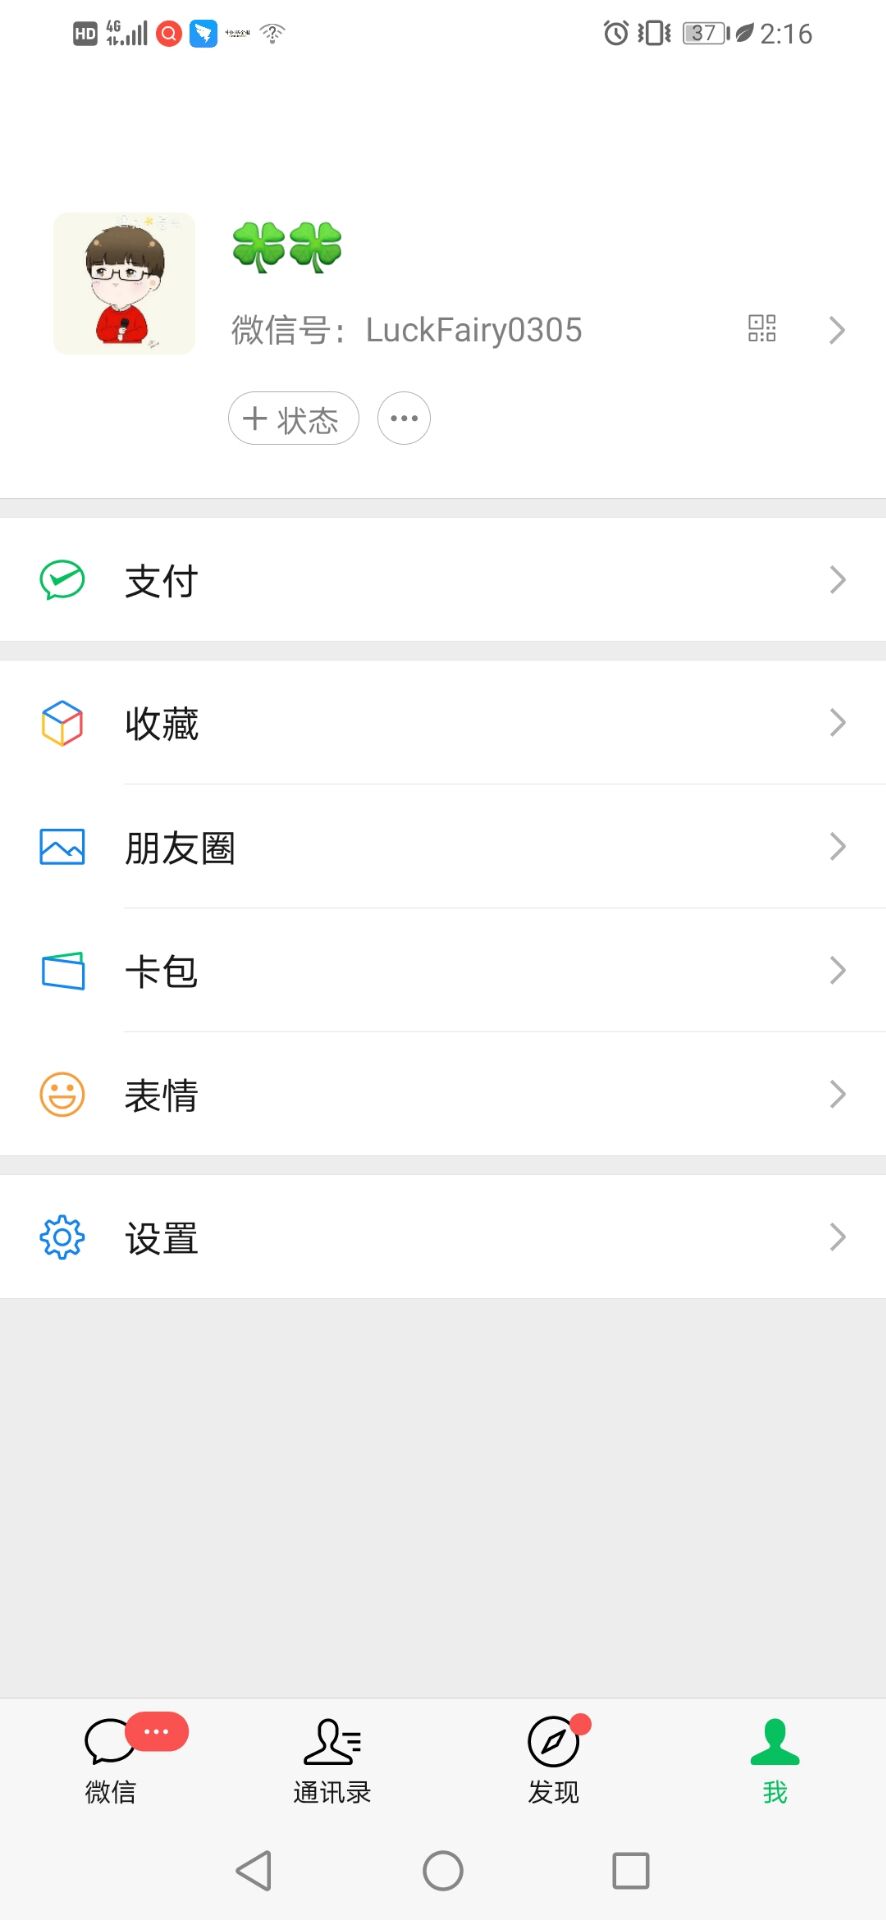 HD 4G 37 2:16
🍀🍀
微信号：LuckFairy0305
状态
支付
收藏
朋友圈
卡包
表情
设置
微信 通讯录 发现 我